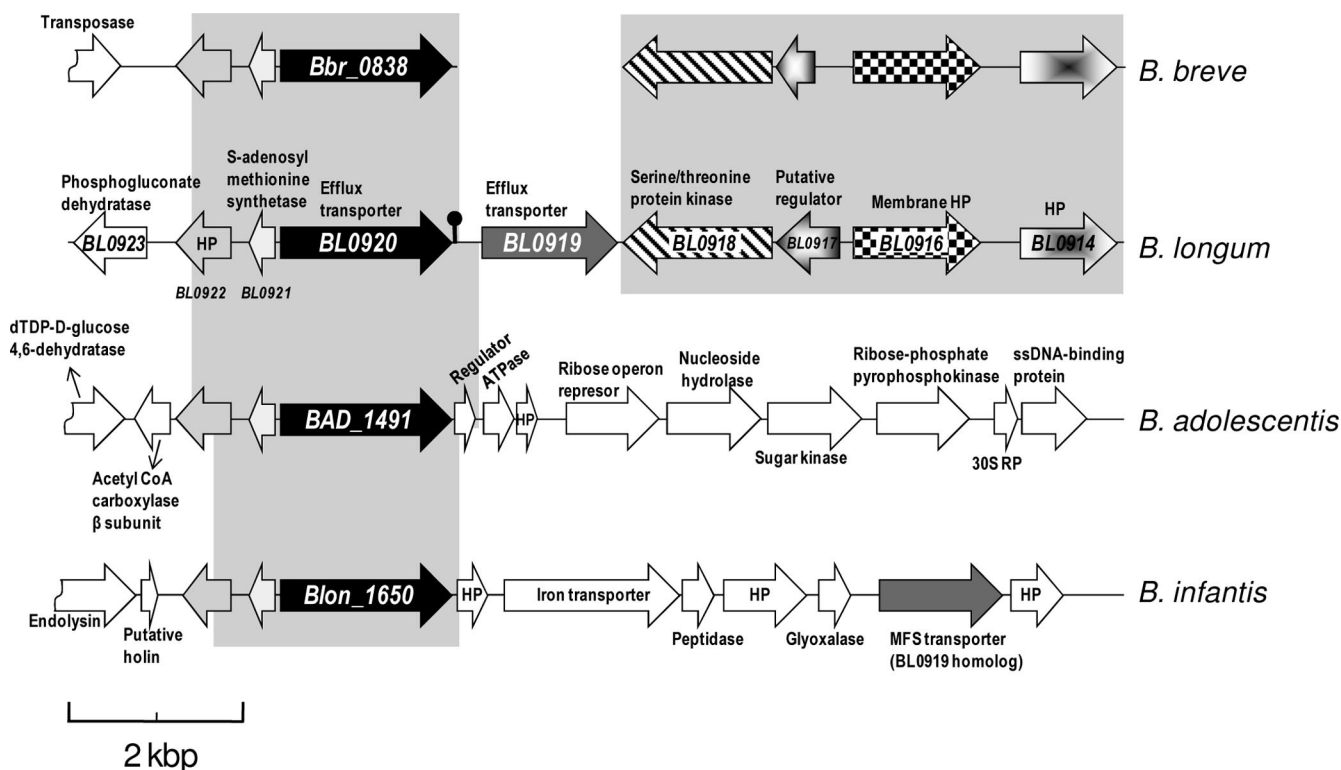 Transposase
Bbr_0838
B. breve
Phosphogluconate
dehydratase
S-adenosyl
methionine
synthetase
Efflux
transporter
Efflux
transporter
Serine/threonine
protein kinase
Putative
regulator
Membrane HP
HP
BL0923
HP
BL0920
BL0919
BL0918
BL0917
BL0916
BL0914
B. longum
BL0922
BL0921
dTDP-D-glucose
4,6-dehydratase
Regulator
ATPase
Ribose operon
represor
Nucleoside
hydrolase
Ribose-phosphate
pyrophosphokinase
ssDNA-binding
protein
BAD_1491
HP
B. adolescentis
Sugar kinase
30S RP
Acetyl CoA
carboxylase
β subunit
Blon_1650
HP
Iron transporter
HP
HP
B. infantis
Endolysin
Putative
holin
Peptidase
Glyoxalase
MFS transporter
(BL0919 homolog)
2 kbp